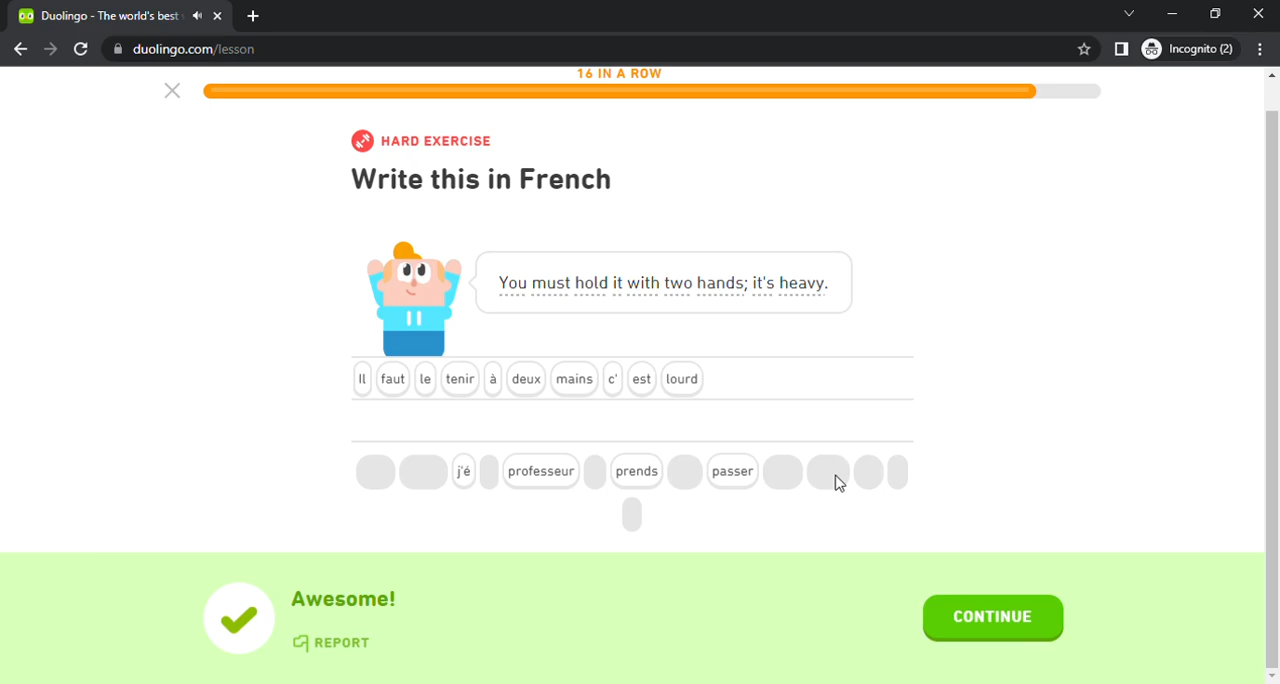 Duolingo - The world's best
duolingo.com/lesson
Incognito (2)
16 IN A ROW
HARD EXERCISE
Write this in French
You must hold it with two hands; it's heavy.
Il faut le tenir à deux mains c' est lourd
j'é professeur prends passer
Awesome!
REPORT
CONTINUE